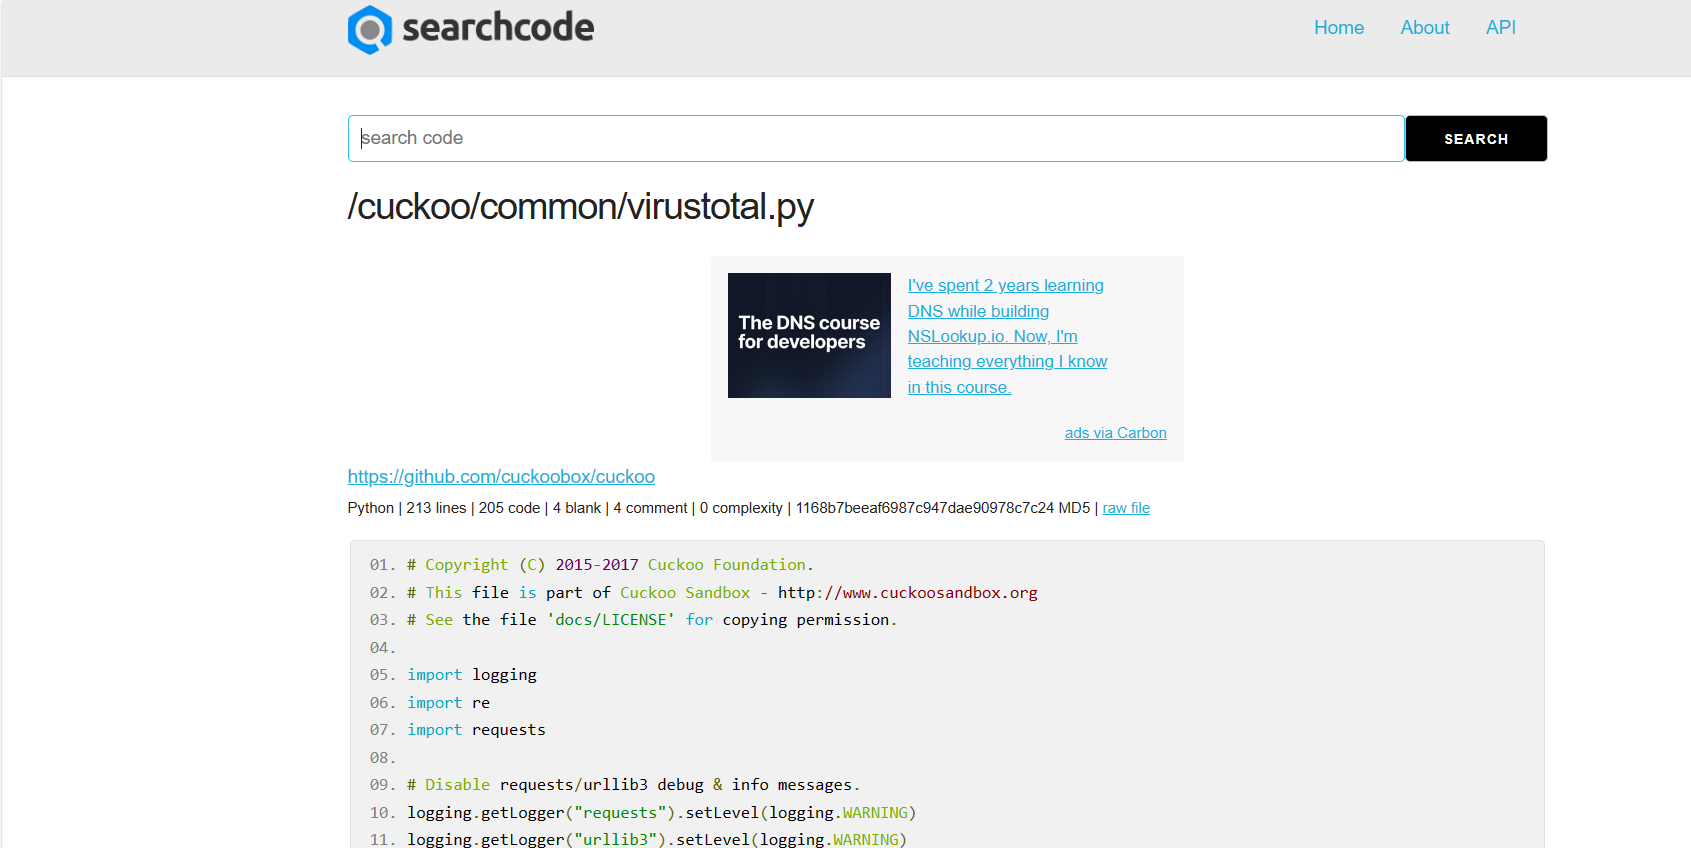 searchcode
Home About API
search code
SEARCH
/cuckoo/common/virustotal.py
The DNS course
for developers
I've spent 2 years learning
DNS while building
NSLookup.io. Now, I'm
teaching everything I know
in this course.
ads via Carbon
https://github.com/cuckoobox/cuckoo
Python | 213 lines | 205 code | 4 blank | 4 comment | 0 complexity | 1168b7beeaf6987c947dae90978c7c24 MD5 | raw file
01. # Copyright (C) 2015-2017 Cuckoo Foundation.
02. # This file is part of Cuckoo Sandbox - http://www.cuckoosandbox.org
03. # See the file 'docs/LICENSE' for copying permission.
04.
05. import logging
06. import re
07. import requests
08.
09. # Disable requests/urllib3 debug & info messages.
10. logging.getLogger("requests").setLevel(logging.WARNING)
11. logging.getLogger("urllib3").setLevel(logging.WARNING)